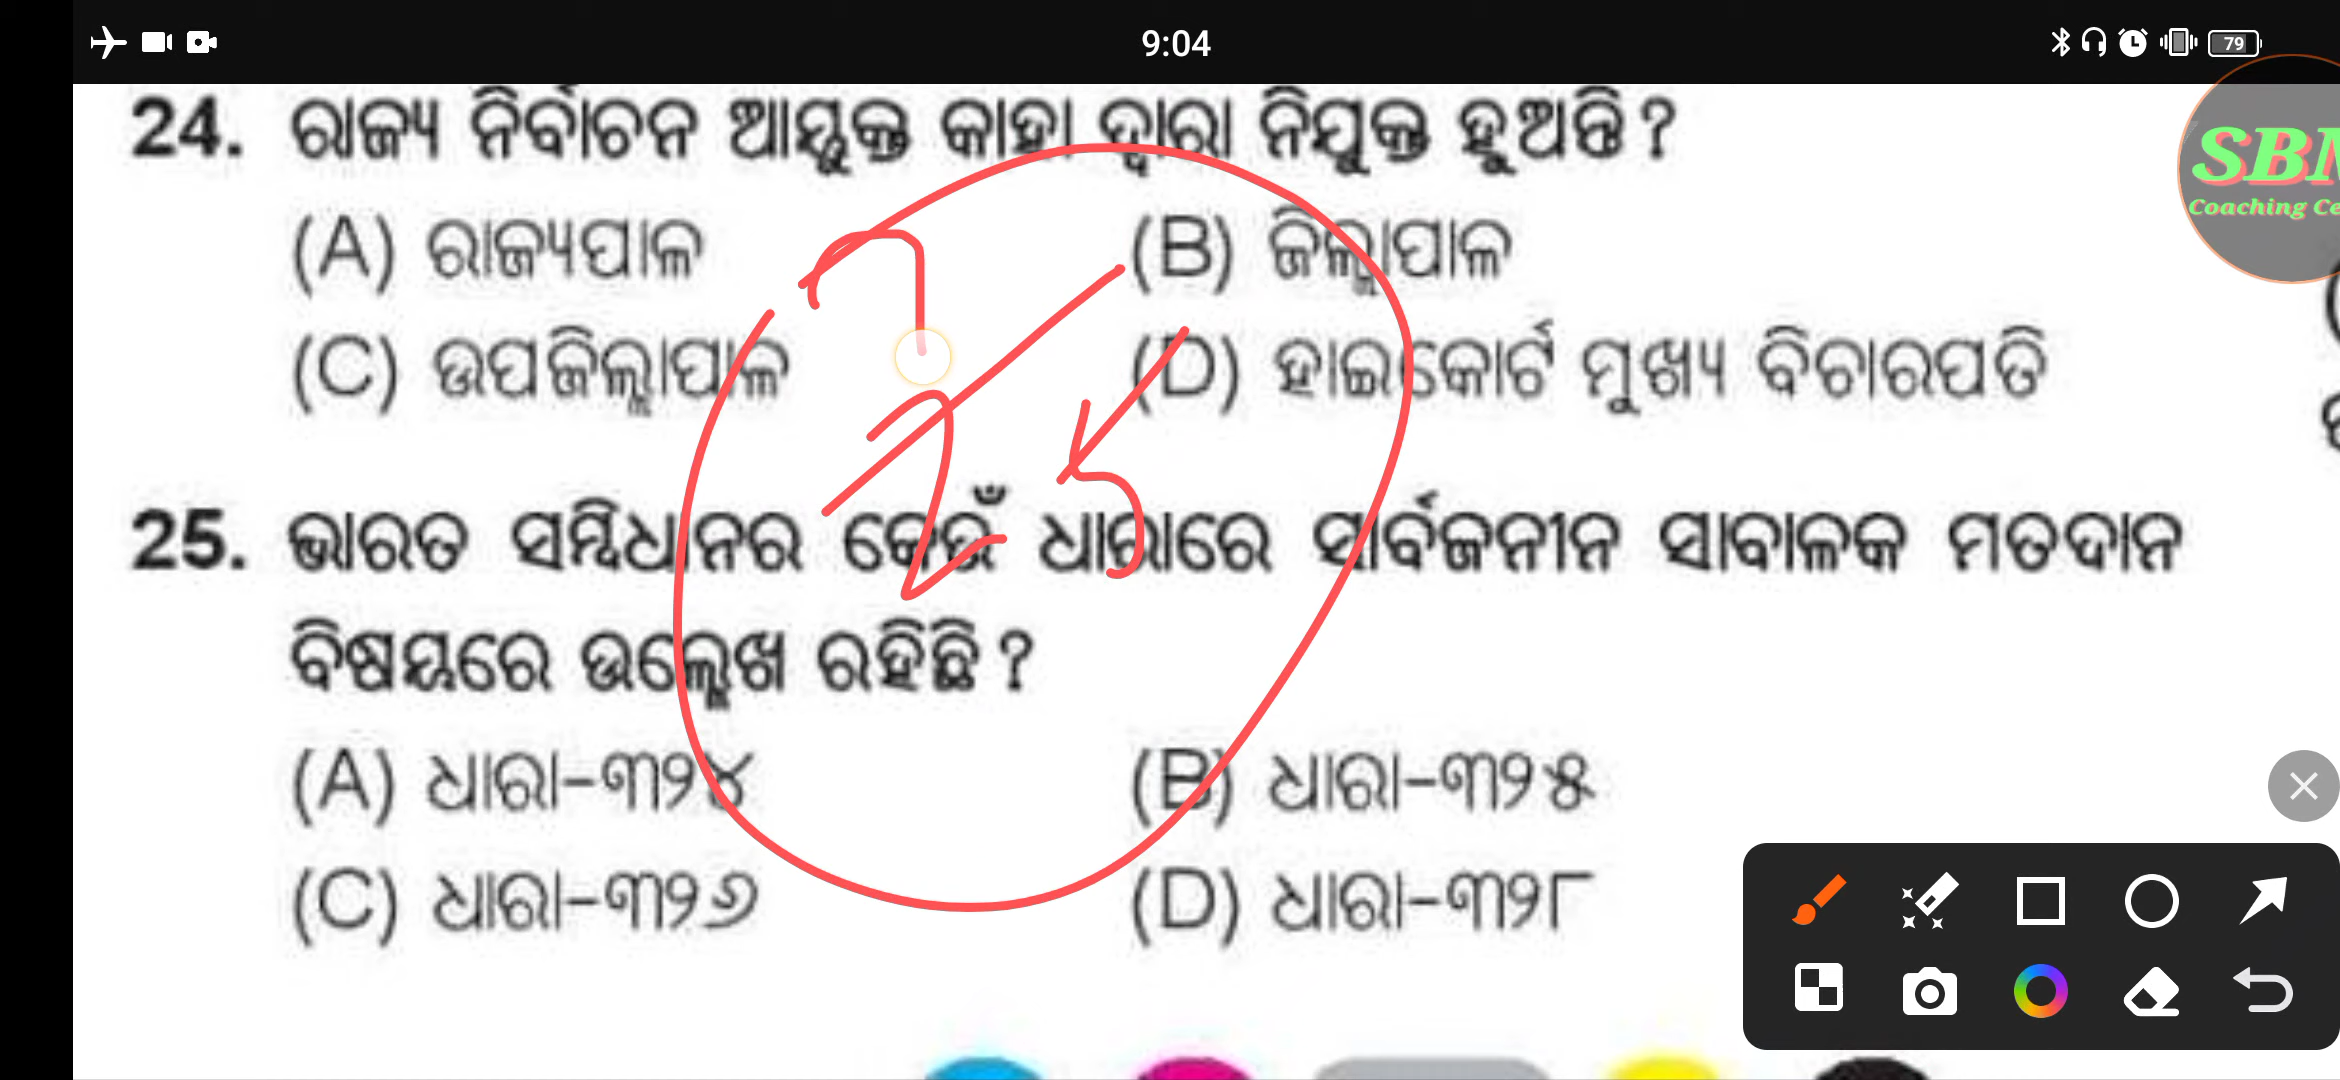 9:04
79
24. ରାଜ୍ୟ ନିର୍ବାଚନ ଆୟୁକ୍ତ କାହା ଦ୍ୱାରା ନିଯୁକ୍ତ ହୁଅନ୍ତି ?
SBM
Coaching Ce
(A) ରାଜ୍ୟପାଳ (B) ଜିଲ୍ଲାପାଳ
(C) ଉପଜିଲ୍ଲାପାଳ (D) ହାଇକୋର୍ଟ ମୁଖ୍ୟ ବିଚାରପତି
25
25. ଭାରତ ସମ୍ବିଧାନର କେଉଁ ଧାରାରେ ସାର୍ବଜନୀନ ସାବାଳକ ମତଦାନ
ବିଷୟରେ ଉଲ୍ଲେଖ ରହିଛି ?
(A) ଧାରା-୩୨୪ (B) ଧାରା-୩୨୫
(C) ଧାରା-୩୨୬ (D) ଧାରା-୩୨୮